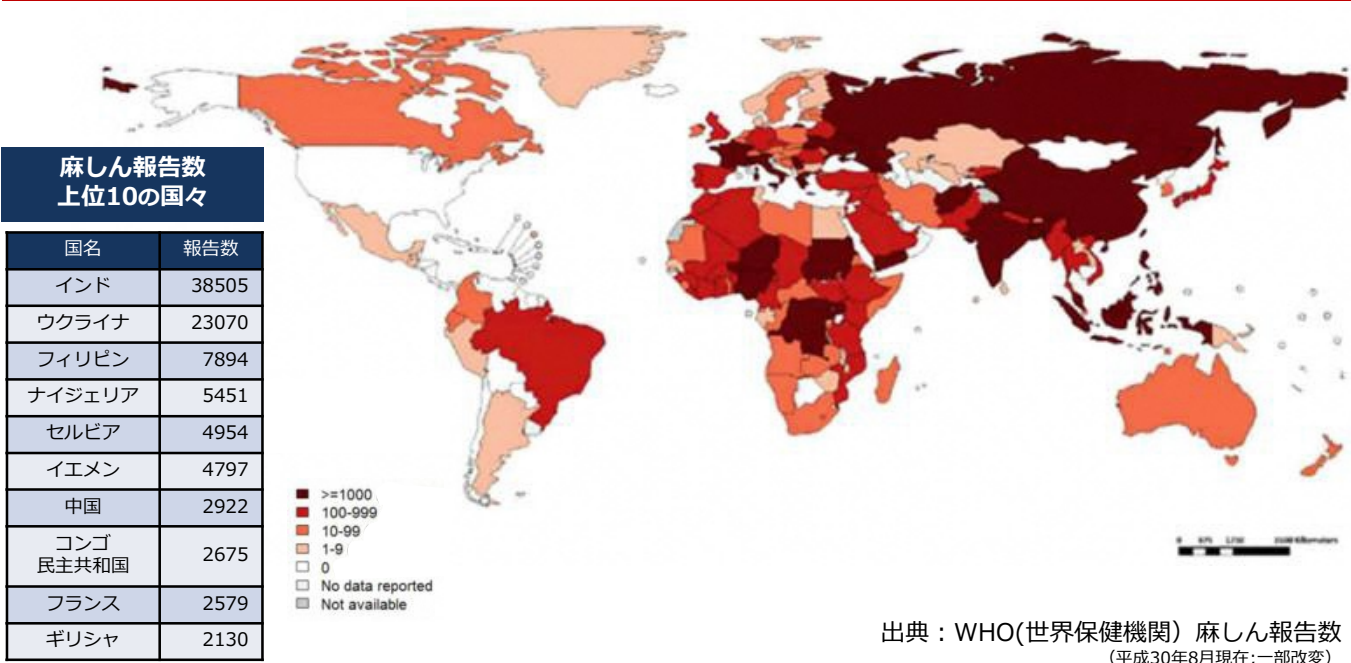 麻しん報告数
上位10の国々
国名 報告数
インド 38505
ウクライナ 23070
フィリピン 7894
ナイジェリア 5451
セルビア 4954
イエメン 4797
中国 2922
コンゴ
民主共和国 2675
フランス 2579
ギリシャ 2130
>=1000
100-999
10-99
1-9
0
No data reported
Not available
出典：WHO(世界保健機関）麻しん報告数
（平成30年8月現在:一部改変）